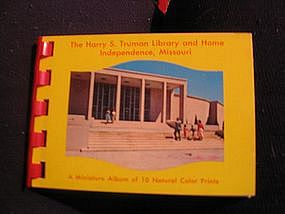 The Harry S. Truman Library and Home
Independence, Missouri
A Miniature Album of 10 Natural Color Prints